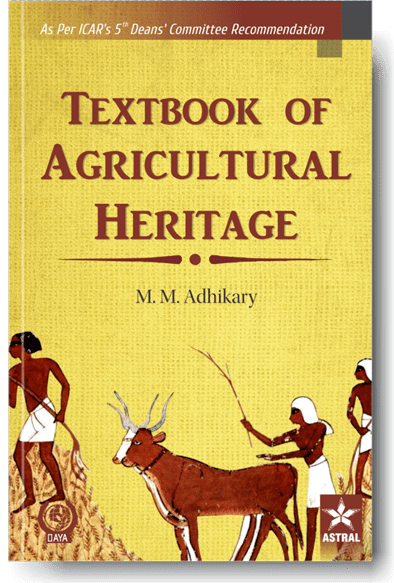 As Per ICAR's 5th Deans' Committee Recommendation
TEXTBOOK OF
AGRICULTURAL
HERITAGE
M. M. Adhikary
DAYA
ASTRAL